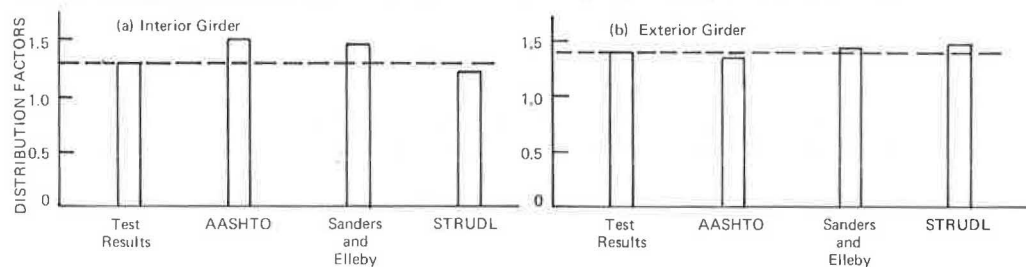 (a) Interior Girder
DISTRIBUTION FACTORS
1.5
1.0
0.5
0
Test
Results
AASHTO
Sanders
and
Elleby
STRUDL
(b) Exterior Girder
1.5
1.0
0.5
0
Test
Results
AASHTO
Sanders
and
Elleby
STRUDL